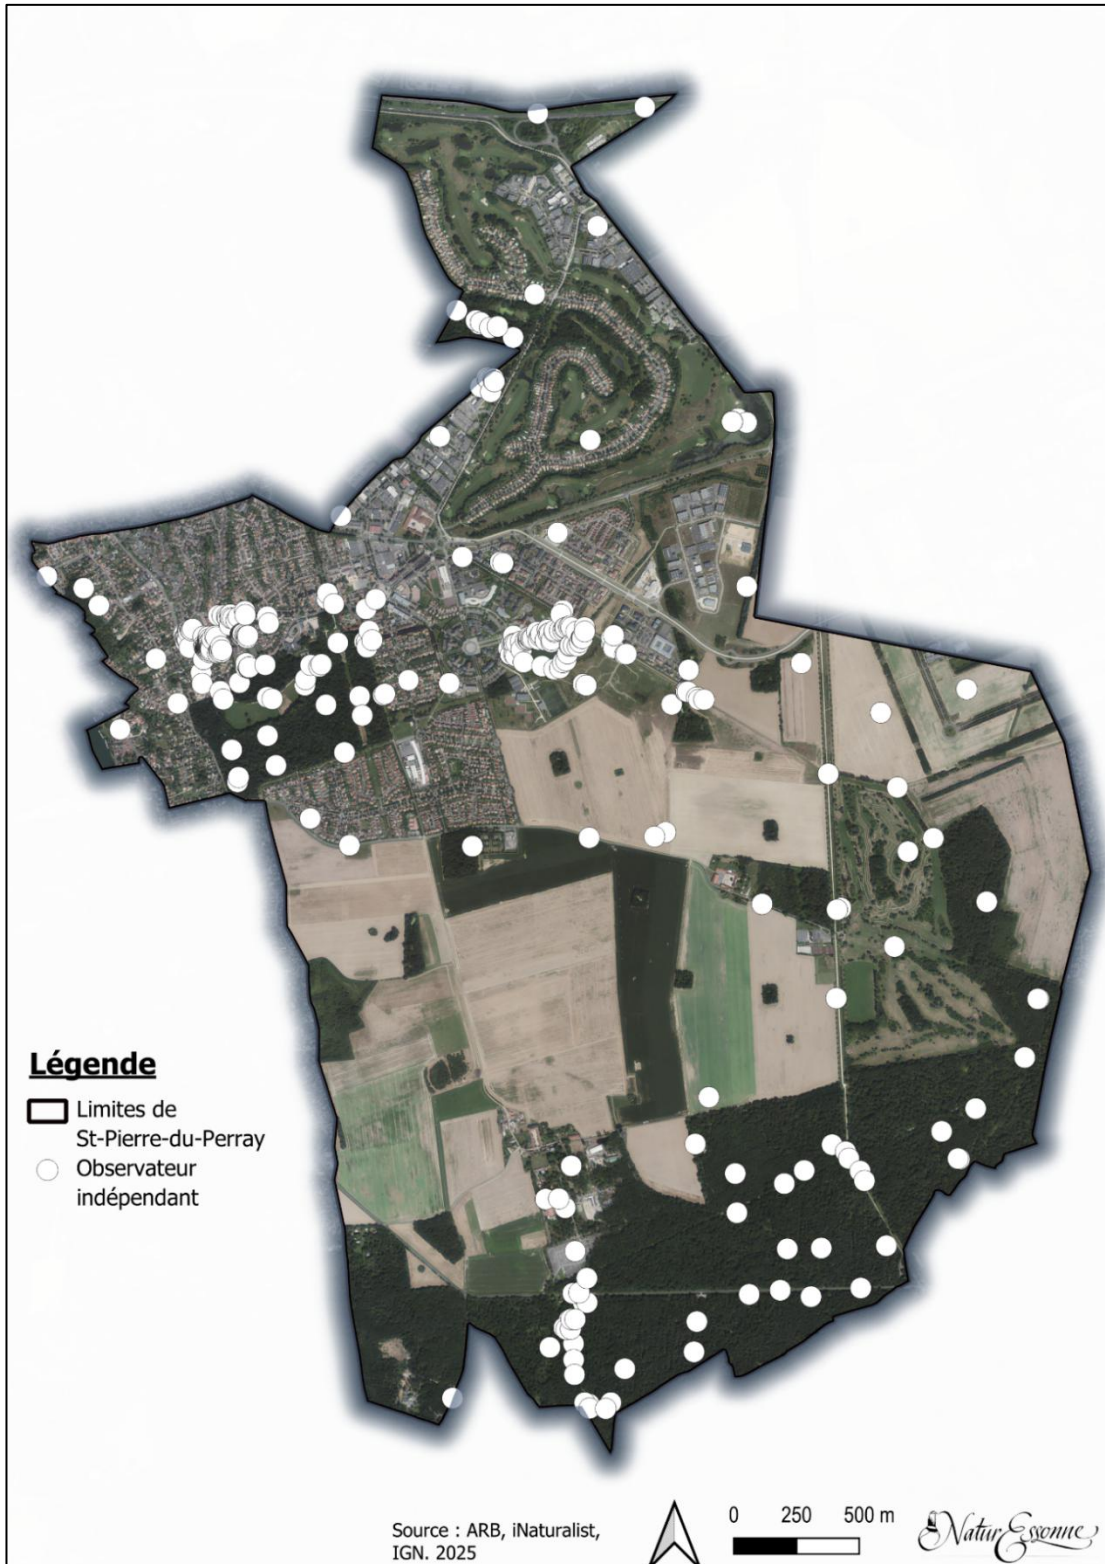 Légende
Limites de
St-Pierre-du-Perray
Observateur
indépendant
Source : ARB, iNaturalist,
IGN. 2025
0 250 500 m
NaturEssonne